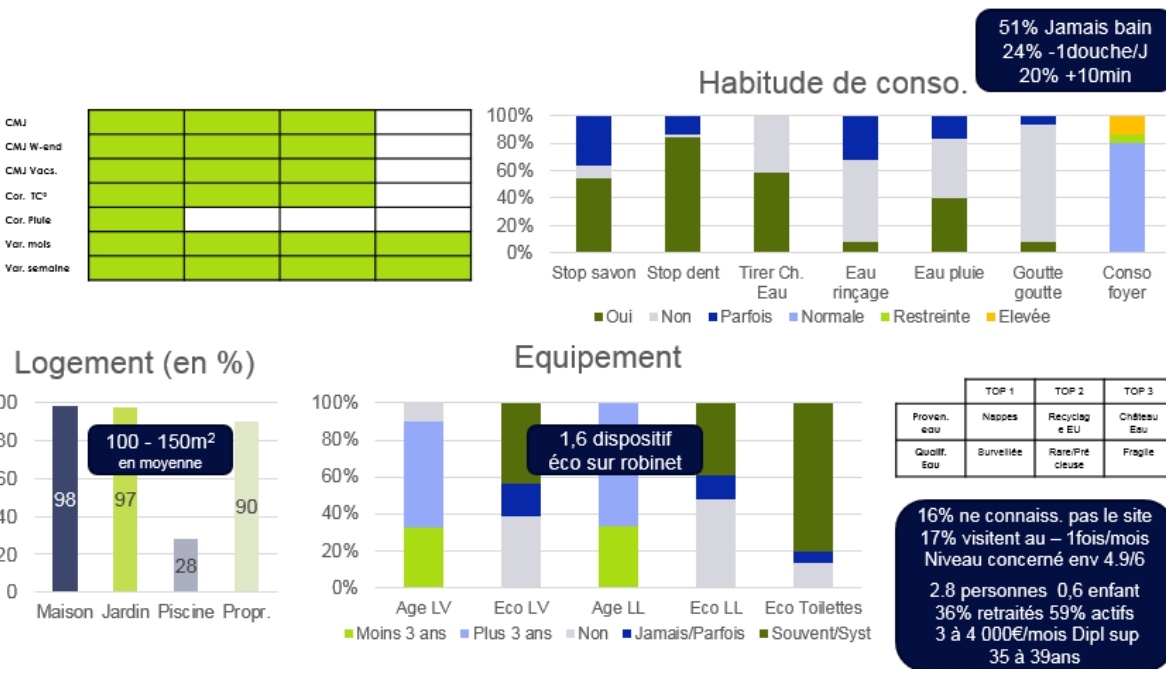 51% Jamais bain
24% -1douche/J
20% +10min
Habitude de conso.
CMJ
CMJ W-end
CMJ Vacs.
Cor. TC°
Cor. Pluie
Var. mois
Var. semaine
100%
80%
60%
40%
20%
0%
Stop savon Stop dent Tirer Ch. Eau Eau rinçage Eau pluie Goutte goutte Conso foyer
Oui Non Parfois Normale Restreinte Elevée
Logement (en %)
00
80
60
40
20
0
100 - 150m²
en moyenne
98 97 28 90
Maison Jardin Piscine Propr.
Equipement
100%
80%
60%
40%
20%
0%
1,6 dispositif
éco sur robinet
Age LV Eco LV Age LL Eco LL Eco Toilettes
Moins 3 ans Plus 3 ans Non Jamais/Parfois Souvent/Syst
TOP 1 TOP 2 TOP 3
Proven. eau Nappes Recyclag e EU Château Eau
Qualif. Eau Surveillée Rare/Pré cieuse Fragile
16% ne connaiss. pas le site
17% visitent au – 1fois/mois
Niveau concerné env 4.9/6
2.8 personnes 0,6 enfant
36% retraités 59% actifs
3 à 4 000€/mois Dipl sup
35 à 39ans